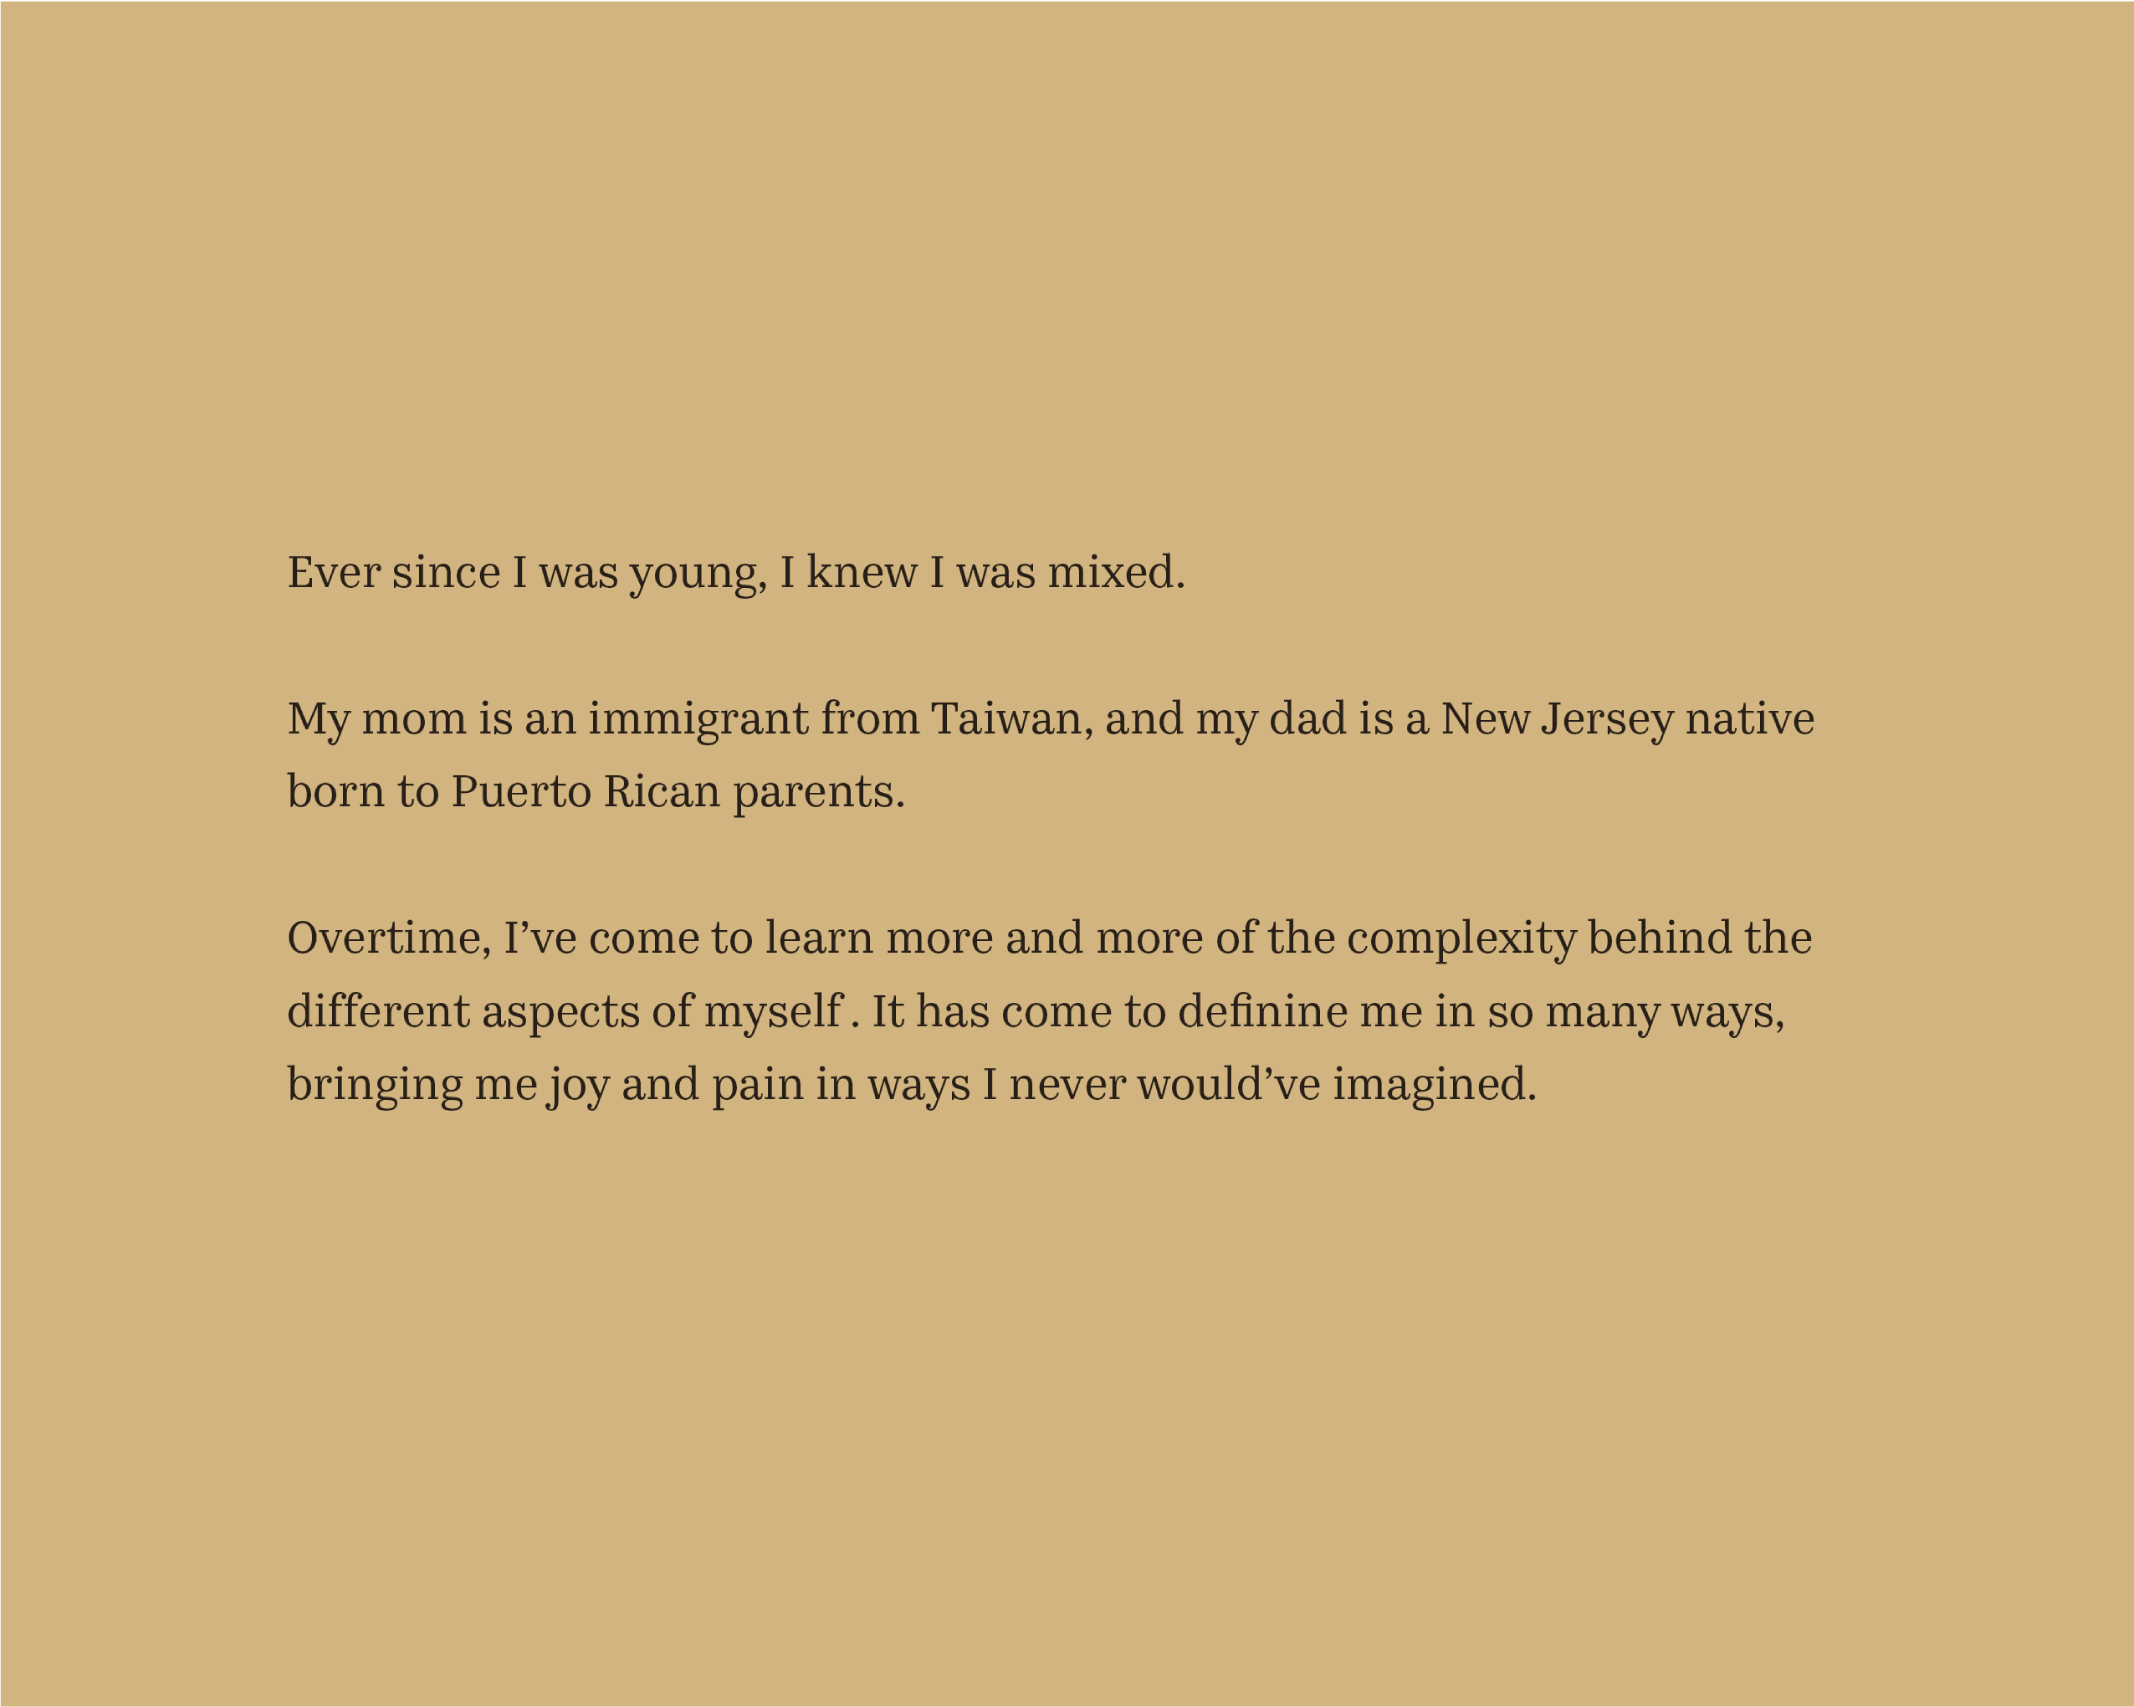 Ever since I was young, I knew I was mixed.
My mom is an immigrant from Taiwan, and my dad is a New Jersey native
born to Puerto Rican parents.
Overtime, I’ve come to learn more and more of the complexity behind the
different aspects of myself . It has come to definine me in so many ways,
bringing me joy and pain in ways I never would’ve imagined.